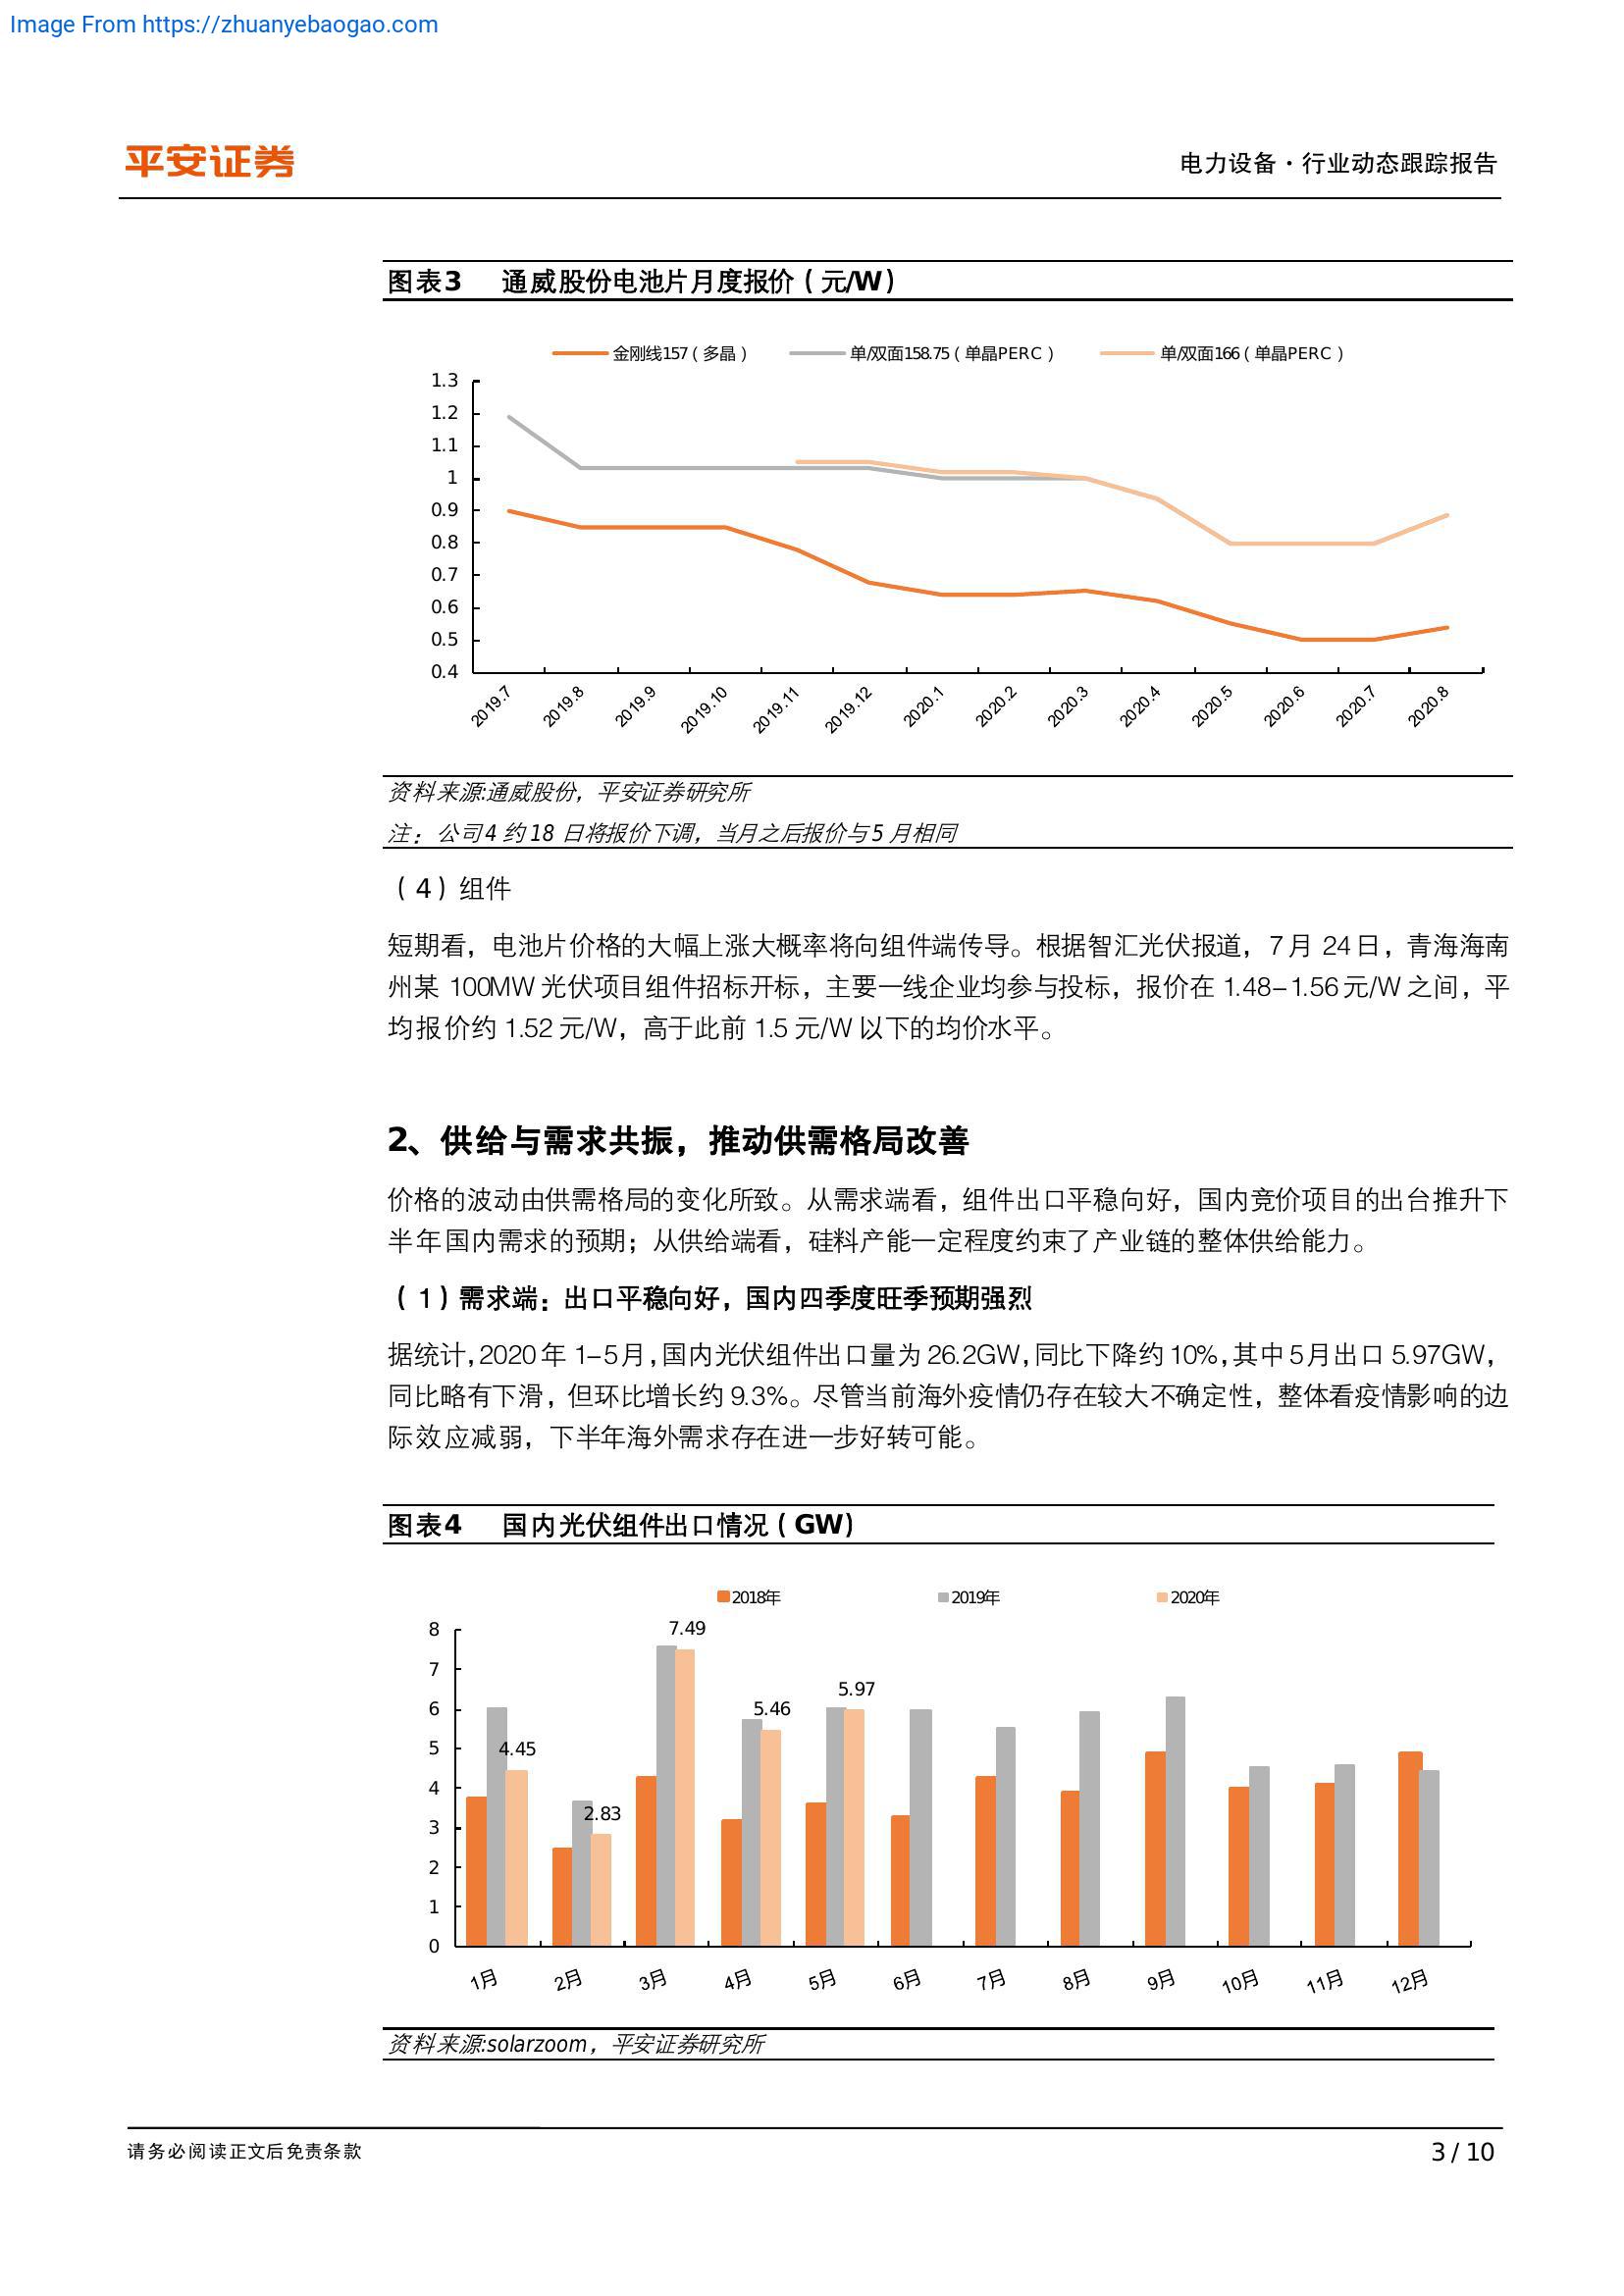 Image From https://zhuanyebaogao.com
平安证券
电力设备·行业动态跟踪报告
图表3 通威股份电池片月度报价（元/W）
金刚线157（多晶） 单/双面158.75（单晶PERC） 单/双面166（单晶PERC）
1.3
1.2
1.1
1
0.9
0.8
0.7
0.6
0.5
0.4
2019.7 2019.8 2019.9 2019.10 2019.11 2019.12 2020.1 2020.2 2020.3 2020.4 2020.5 2020.6 2020.7 2020.8
资料来源:通威股份，平安证券研究所
注：公司4 约18 日将报价下调，当月之后报价与5 月相同
（4）组件
短期看，电池片价格的大幅上涨大概率将向组件端传导。根据智汇光伏报道，7月 24日，青海海南
州某 100MW 光伏项目组件招标开标，主要一线企业均参与投标，报价在 1.48–1.56元/W 之间，平
均报价约 1.52 元/W，高于此前 1.5 元/W 以下的均价水平。
2、供给与需求共振，推动供需格局改善
价格的波动由供需格局的变化所致。从需求端看，组件出口平稳向好，国内竞价项目的出台推升下
半年国内需求的预期；从供给端看，硅料产能一定程度约束了产业链的整体供给能力。
（1）需求端：出口平稳向好，国内四季度旺季预期强烈
据统计，2020年 1–5月，国内光伏组件出口量为 26.2GW，同比下降约 10%，其中 5月出口 5.97GW，
同比略有下滑，但环比增长约 9.3%。尽管当前海外疫情仍存在较大不确定性，整体看疫情影响的边
际效应减弱，下半年海外需求存在进一步好转可能。
图表4 国内光伏组件出口情况（GW）
2018年 2019年 2020年
8
7
6
5
4
3
2
1
0
4.45
2.83
7.49
5.46
5.97
1月 2月 3月 4月 5月 6月 7月 8月 9月 10月 11月 12月
资料来源:solarzoom，平安证券研究所
请务必阅读正文后免责条款
3 / 10